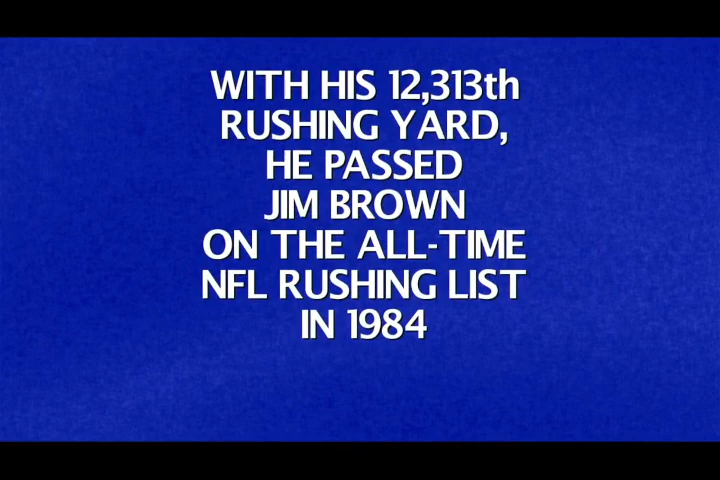 WITH HIS 12,313th
RUSHING YARD,
HE PASSED
JIM BROWN
ON THE ALL-TIME
NFL RUSHING LIST
IN 1984